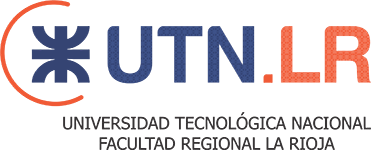 UTN.LR
UNIVERSIDAD TECNOLÓGICA NACIONAL
FACULTAD REGIONAL LA RIOJA